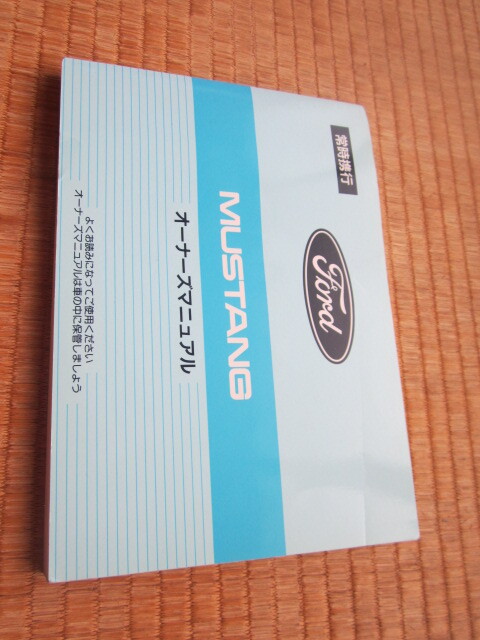 常時携行
Ford
MUSTANG
オーナーズマニュアル
よくお読みになってご使用ください
オーナーズマニュアルは車の中に保管しましょう